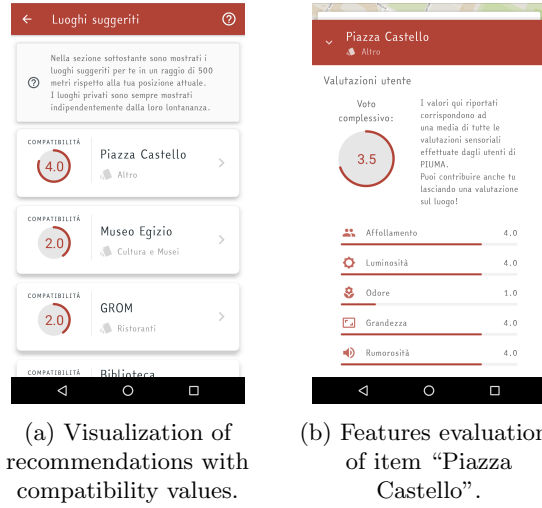 Luoghi suggeriti
Nella sezione sottostante sono mostrati i
luoghi suggeriti per te in un raggio di 500
metri rispetto alla tua posizione attuale.
I luoghi privati sono sempre mostrati
indipendentemente dalla loro lontananza.
COMPATIBILITÀ
4.0
Piazza Castello
Altro
COMPATIBILITÀ
2.0
Museo Egizio
Cultura e Musei
COMPATIBILITÀ
2.0
GROM
Ristoranti
COMPATIBILITÀ
Biblioteca
(a) Visualization of
recommendations with
compatibility values.
Piazza Castello
Altro
Valutazioni utente
Voto
complessivo:
3.5
I valori qui riportati
corrispondono ad
una media di tutte le
valutazioni sensoriali
effettuate dagli utenti di
PIUMA.
Puoi contribuire anche tu
lasciando una valutazione
sul luogo!
Affollamento 4.0
Luminosità 4.0
Odore 1.0
Grandezza 4.0
Rumorosità 4.0
(b) Features evaluation
of item “Piazza
Castello”.